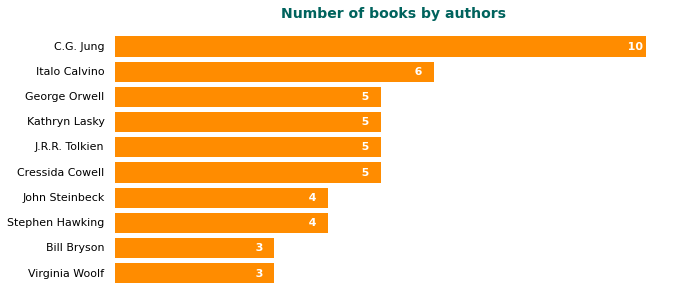 Number of books by authors
C.G. Jung 10
Italo Calvino 6
George Orwell 5
Kathryn Lasky 5
J.R.R. Tolkien 5
Cressida Cowell 5
John Steinbeck 4
Stephen Hawking 4
Bill Bryson 3
Virginia Woolf 3